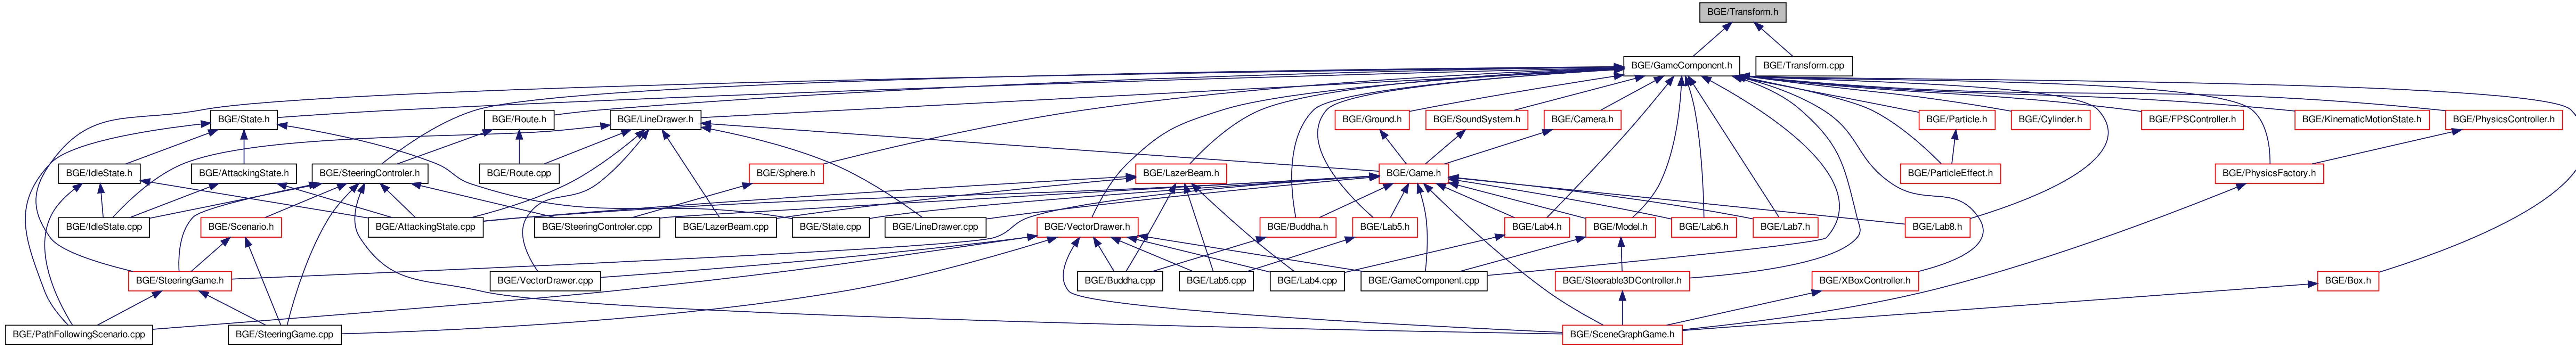 BGE/Transform.h
BGE/GameComponent.h
BGE/Transform.cpp
BGE/State.h
BGE/Route.h
BGE/LineDrawer.h
BGE/Ground.h
BGE/SoundSystem.h
BGE/Camera.h
BGE/Particle.h
BGE/Cylinder.h
BGE/FPSController.h
BGE/KinematicMotionState.h
BGE/PhysicsController.h
BGE/IdleState.h
BGE/AttackingState.h
BGE/SteeringControler.h
BGE/Route.cpp
BGE/Sphere.h
BGE/LazerBeam.h
BGE/Game.h
BGE/ParticleEffect.h
BGE/PhysicsFactory.h
BGE/IdleState.cpp
BGE/Scenario.h
BGE/AttackingState.cpp
BGE/SteeringControler.cpp
BGE/LazerBeam.cpp
BGE/State.cpp
BGE/LineDrawer.cpp
BGE/VectorDrawer.h
BGE/Buddha.h
BGE/Lab5.h
BGE/Lab4.h
BGE/Model.h
BGE/Lab6.h
BGE/Lab7.h
BGE/Lab8.h
BGE/SteeringGame.h
BGE/VectorDrawer.cpp
BGE/Buddha.cpp
BGE/Lab5.cpp
BGE/Lab4.cpp
BGE/GameComponent.cpp
BGE/Steerable3DController.h
BGE/XBoxController.h
BGE/Box.h
BGE/PathFollowingScenario.cpp
BGE/SteeringGame.cpp
BGE/SceneGraphGame.h